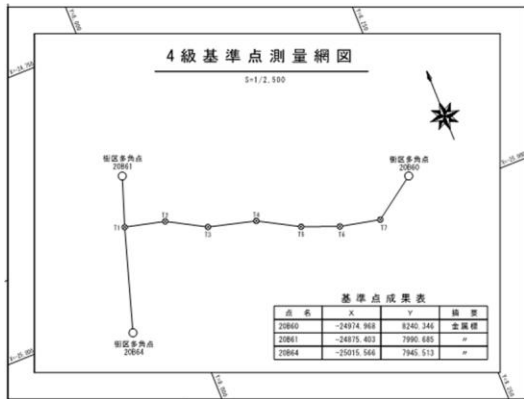 4級基準点測量網図
S=1/2,500
街区多角点
20B61
街区多角点
20B60
T1
T2
T3
T4
T5
T6
T7
街区多角点
20B64
基準点成果表
点 名 X Y 摘 要
20B60 -24974.968 8240.346 金属標
20B61 -24875.403 7990.685 〃
20B64 -25015.566 7945.513 〃